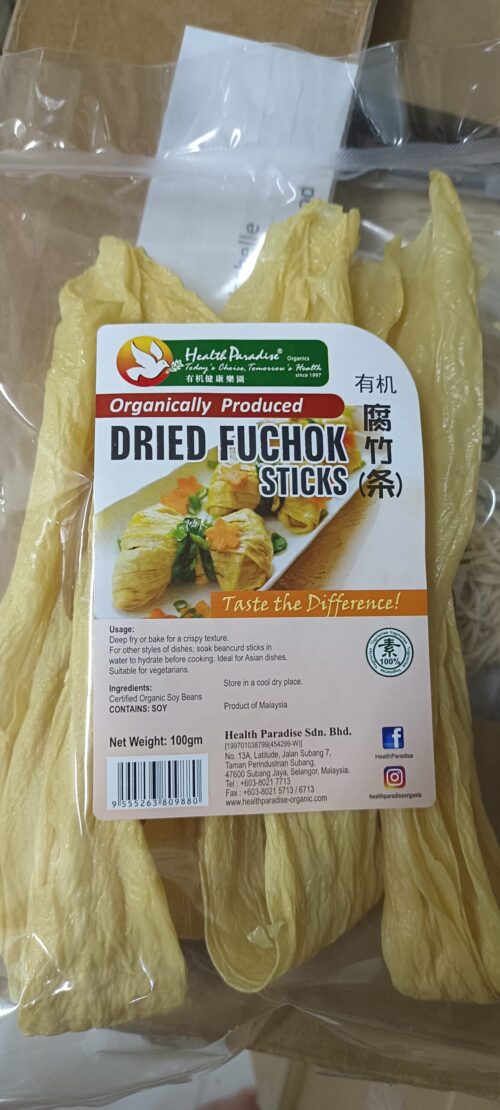 Health Paradise® Organics
Today's Choice, Tomorrow's Health
since 1997
有机健康樂園
Organically Produced
DRIED FUCHOK
STICKS
有机
腐竹
(条)
Taste the Difference!
Usage:
Deep fry or bake for a crispy texture.
For other styles of dishes, soak beancurd sticks in
water to hydrate before cooking. Ideal for Asian dishes.
Suitable for vegetarians.
Ingredients:
Certified Organic Soy Beans
CONTAINS: SOY
Store in a cool dry place.
Product of Malaysia
素
100%
Net Weight: 100gm
9 555263 809880
Health Paradise Sdn. Bhd.
[199701038799(454299-W)]
No. 13A, Latitude, Jalan Subang 7,
Taman Perindustrian Subang,
47600 Subang Jaya, Selangor, Malaysia.
Tel : +603-8021 7713
Fax : +603-8021 5713 / 6713
www.healthparadise-organic.com
HealthParadise
healthparadiseorganic